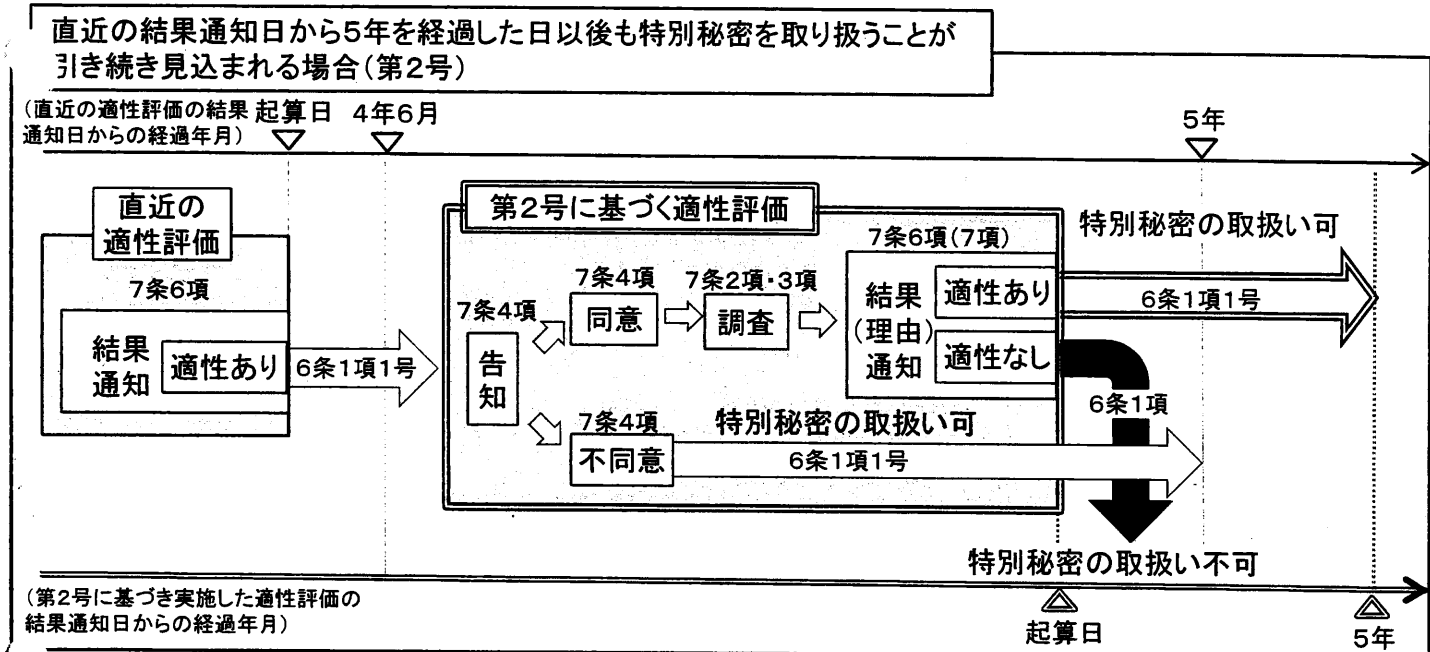 直近の結果通知日から5年を経過した日以後も特別秘密を取り扱うことが
引き続き見込まれる場合(第2号)
(直近の適性評価の結果
通知日からの経過年月)
起算日
4年6月
5年
直近の
適性評価
7条6項
結果
通知
適性あり
6条1項1号
第2号に基づく適性評価
7条4項
告
知
7条4項
同意
7条2項・3項
調査
7条6項(7項)
結果
(理由)
通知
適性あり
適性なし
特別秘密の取扱い可
6条1項1号
6条1項
7条4項
不同意
特別秘密の取扱い可
6条1項1号
特別秘密の取扱い不可
(第2号に基づき実施した適性評価の
結果通知日からの経過年月)
起算日
5年